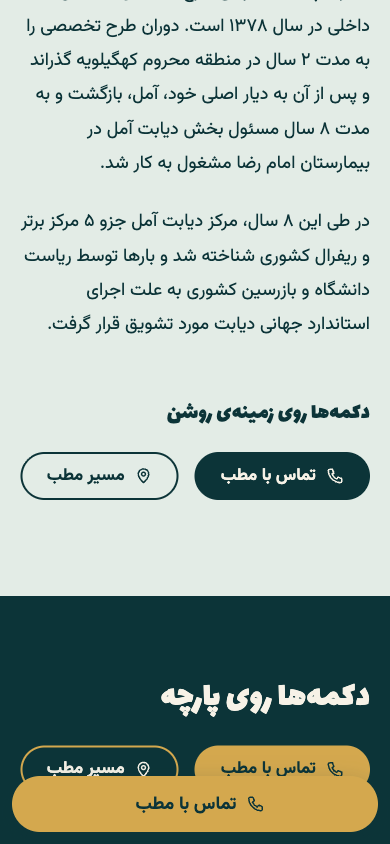 داخلی در سال ۱۳۷۸ است. دوران طرح تخصصی را
به مدت ۲ سال در منطقه محروم کهگیلویه گذراند
و پس از آن به دیار اصلی خود، آمل، بازگشت و به
مدت ۸ سال مسئول بخش دیابت آمل در
بیمارستان امام رضا مشغول به کار شد.
در طی این ۸ سال، مرکز دیابت آمل جزو ۵ مرکز برتر
و ریفرال کشوری شناخته شد و بارها توسط ریاست
دانشگاه و بازرسین کشوری به علت اجرای
استاندارد جهانی دیابت مورد تشویق قرار گرفت.
دکمه‌ها روی زمینه‌ی روشن
تماس با مطب
مسیر مطب
دکمه‌ها روی پارچه
تماس با مطب
مسیر مطب
تماس با مطب